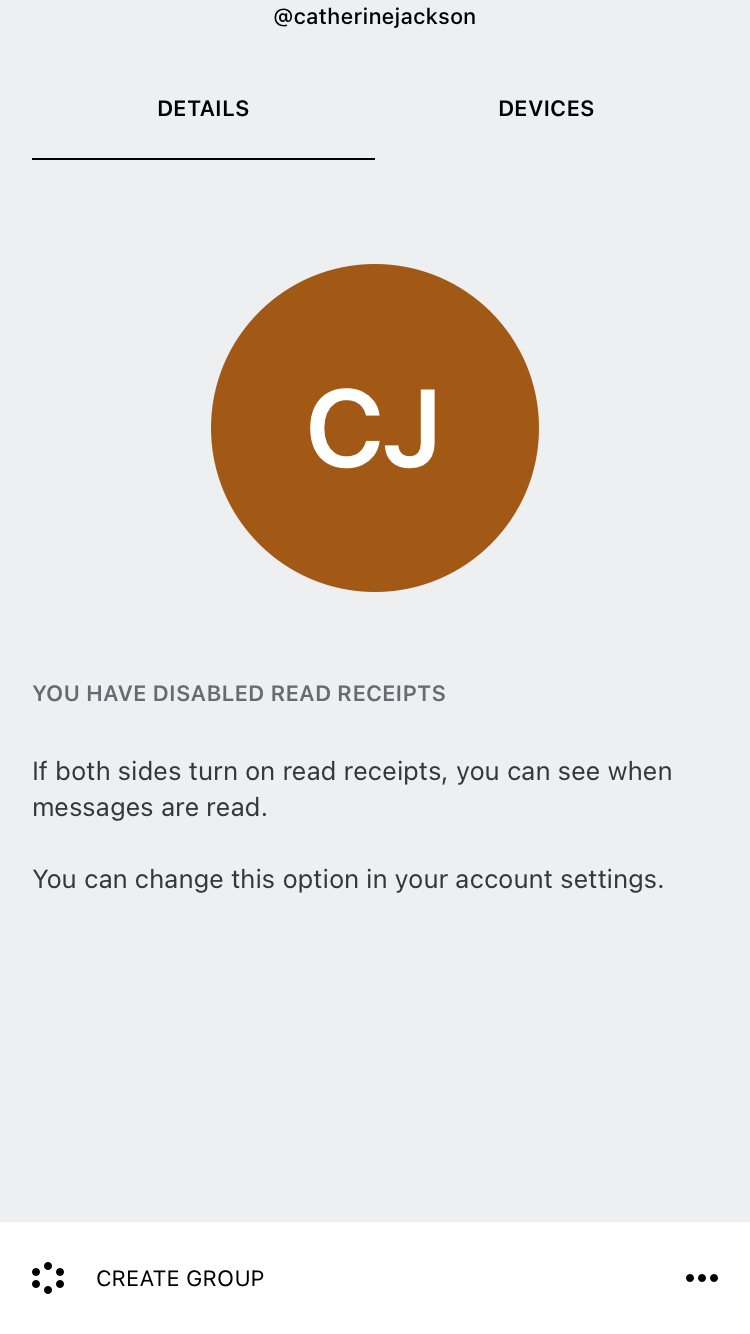 @catherinejackson
DETAILS
DEVICES
CJ
YOU HAVE DISABLED READ RECEIPTS
If both sides turn on read receipts, you can see when
messages are read.
You can change this option in your account settings.
CREATE GROUP